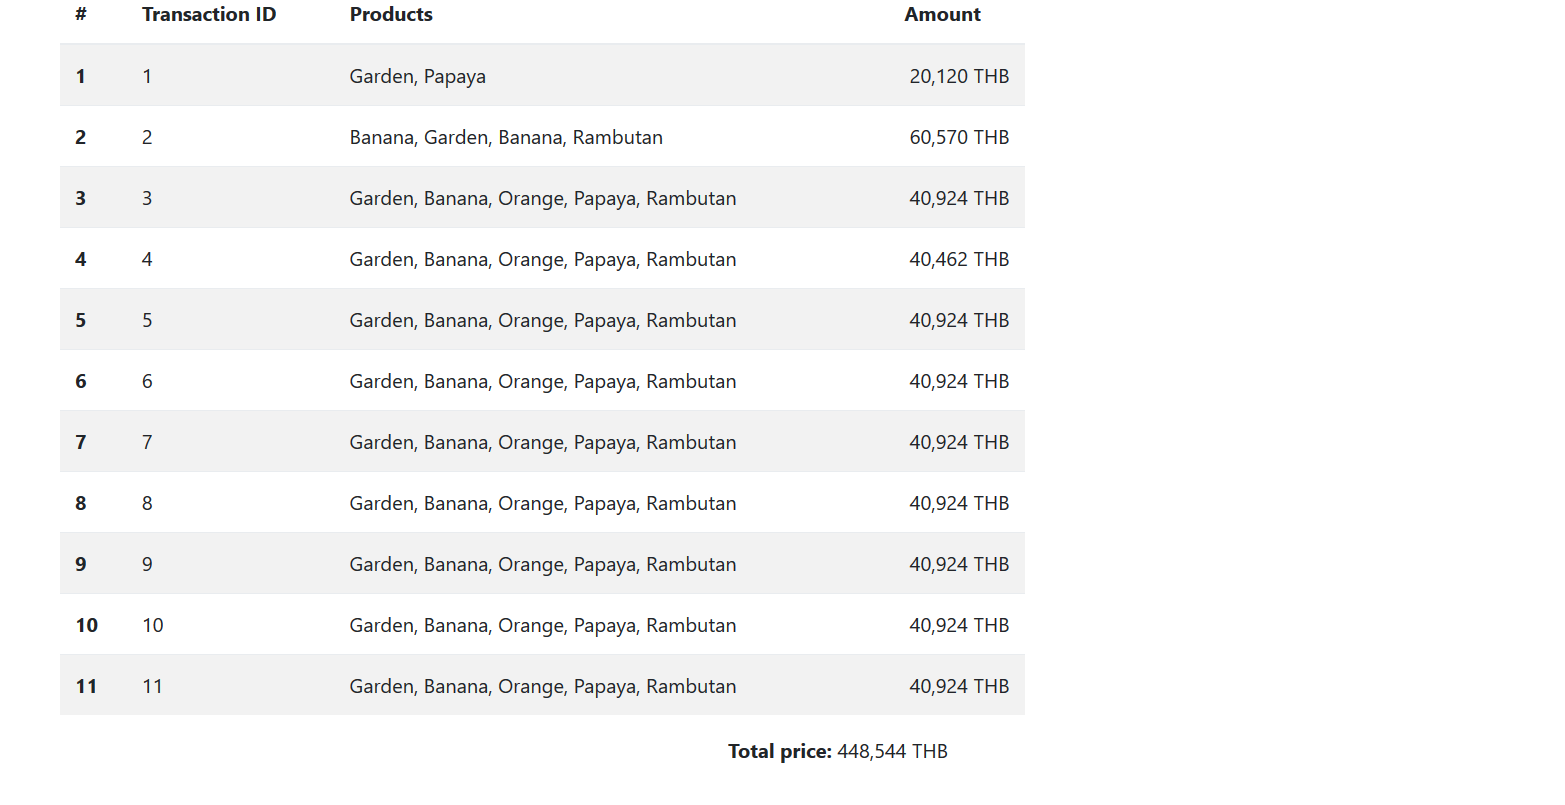 # Transaction ID Products Amount
1 1 Garden, Papaya 20,120 THB
2 2 Banana, Garden, Banana, Rambutan 60,570 THB
3 3 Garden, Banana, Orange, Papaya, Rambutan 40,924 THB
4 4 Garden, Banana, Orange, Papaya, Rambutan 40,462 THB
5 5 Garden, Banana, Orange, Papaya, Rambutan 40,924 THB
6 6 Garden, Banana, Orange, Papaya, Rambutan 40,924 THB
7 7 Garden, Banana, Orange, Papaya, Rambutan 40,924 THB
8 8 Garden, Banana, Orange, Papaya, Rambutan 40,924 THB
9 9 Garden, Banana, Orange, Papaya, Rambutan 40,924 THB
10 10 Garden, Banana, Orange, Papaya, Rambutan 40,924 THB
11 11 Garden, Banana, Orange, Papaya, Rambutan 40,924 THB
Total price: 448,544 THB